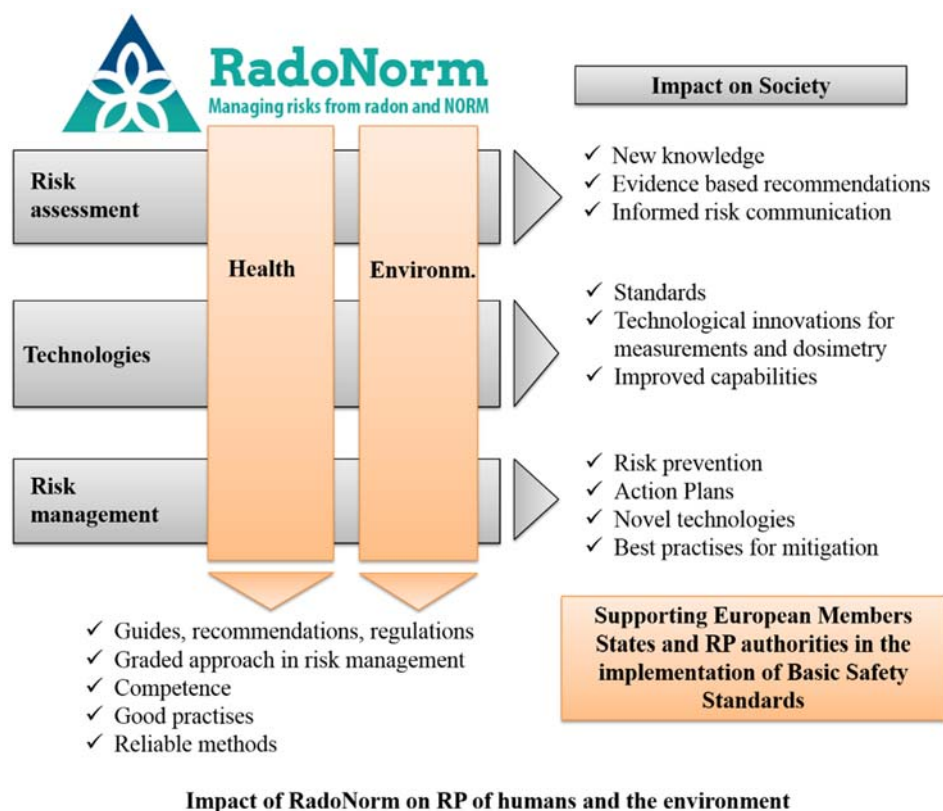 RadoNorm
Managing risks from radon and NORM
Impact on Society
Risk
assessment
✓ New knowledge
✓ Evidence based recommendations
✓ Informed risk communication
Health
Environm.
Technologies
✓ Standards
✓ Technological innovations for
measurements and dosimetry
✓ Improved capabilities
Risk
management
✓ Risk prevention
✓ Action Plans
✓ Novel technologies
✓ Best practises for mitigation
✓ Guides, recommendations, regulations
✓ Graded approach in risk management
✓ Competence
✓ Good practises
✓ Reliable methods
Supporting European Members
States and RP authorities in the
implementation of Basic Safety
Standards
Impact of RadoNorm on RP of humans and the environment